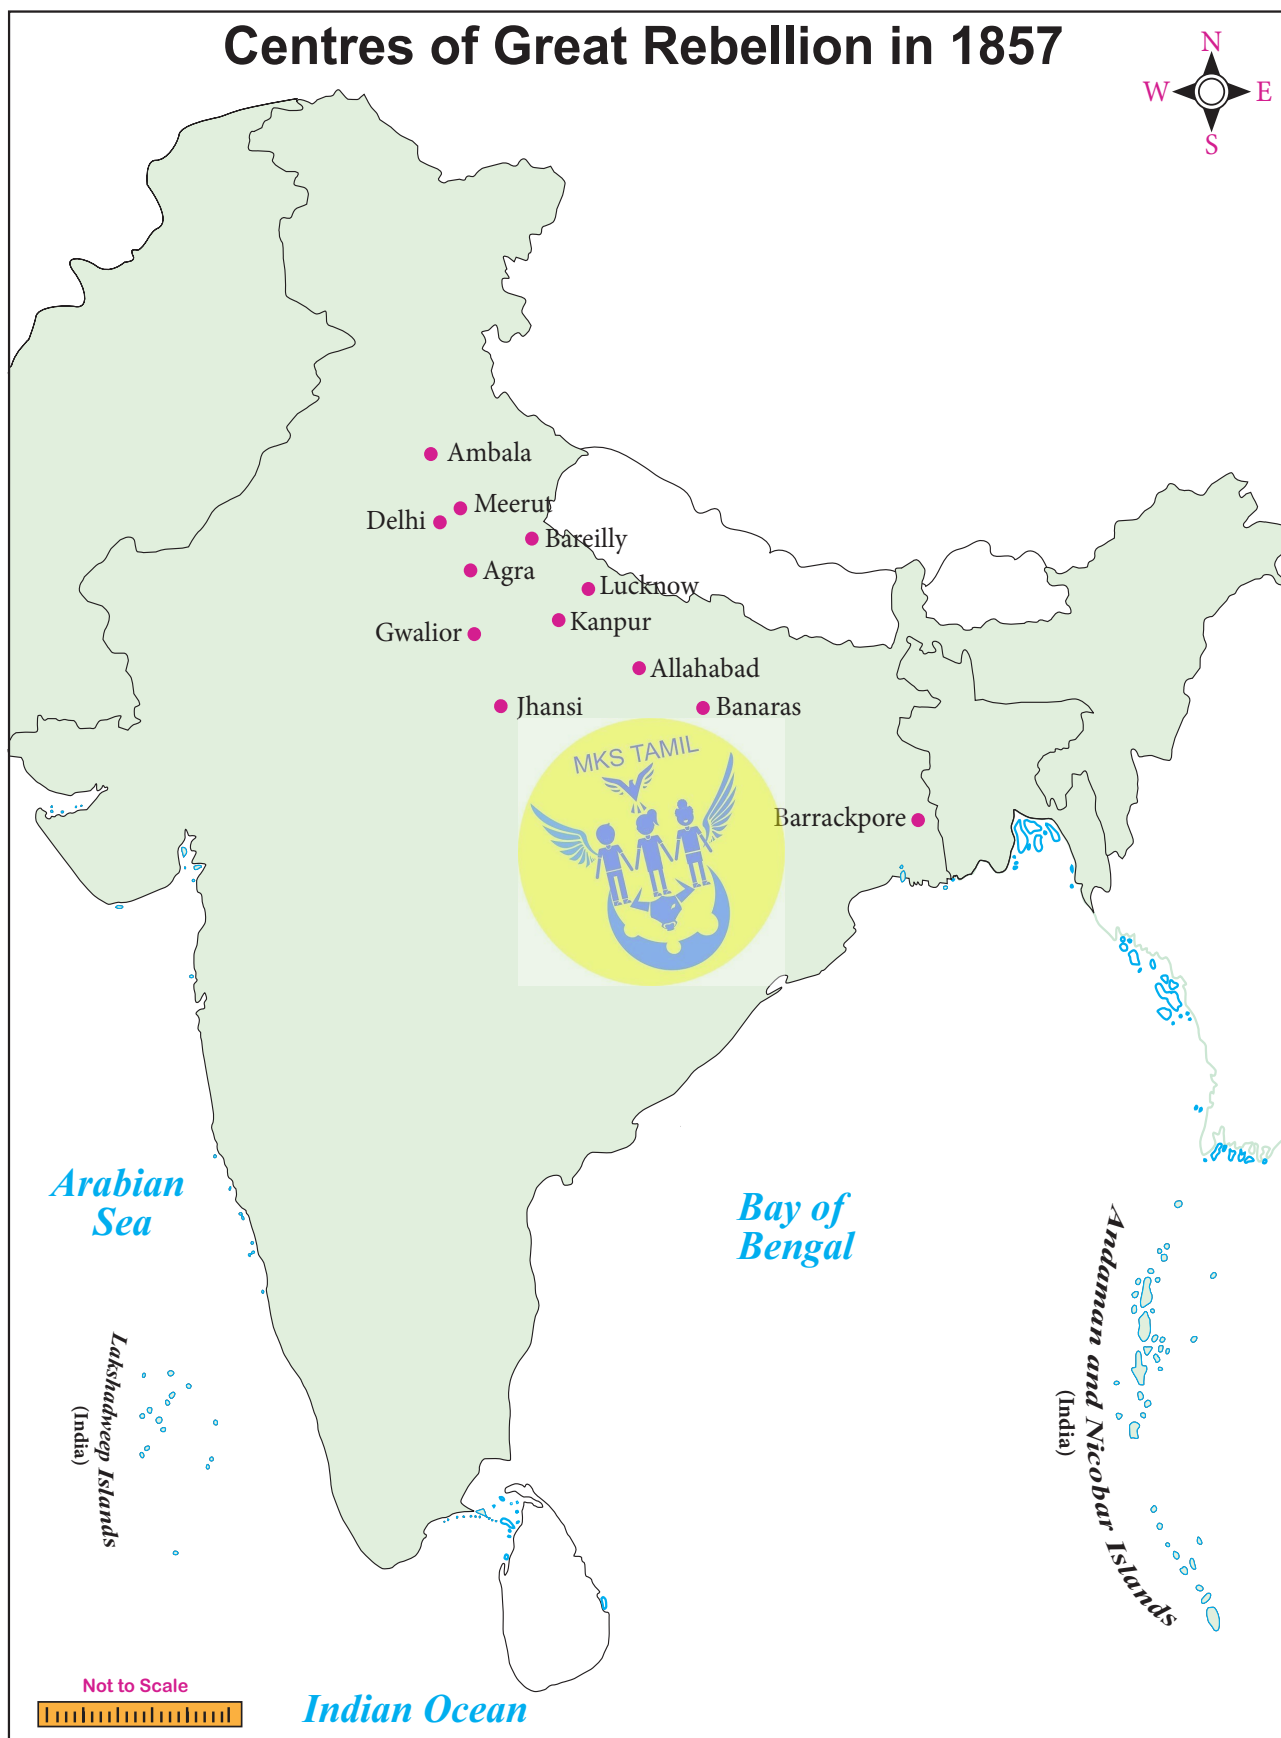 Centres of Great Rebellion in 1857
N
W
E
S
Ambala
Meerut
Delhi
Bareilly
Agra
Lucknow
Kanpur
Gwalior
Allahabad
Jhansi
Banaras
MKS TAMIL
Barrackpore
Arabian
Sea
Bay of
Bengal
Andaman and Nicobar Islands
(India)
Lakshadweep Islands
(India)
Not to Scale
Indian Ocean